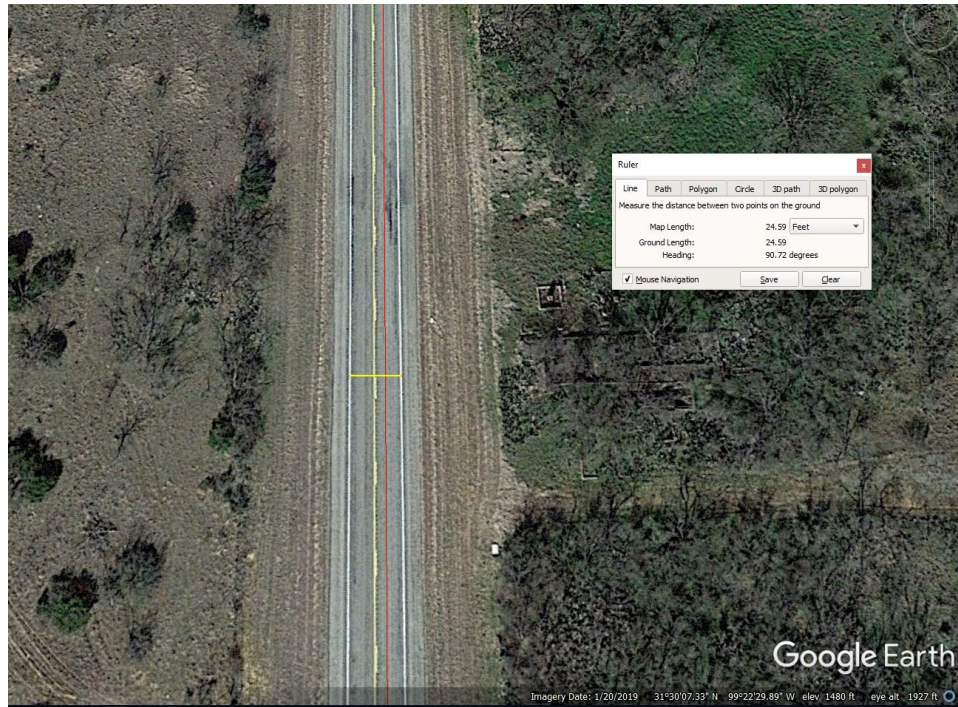 Ruler
x
Line Path Polygon Circle 3D path 3D polygon
Measure the distance between two points on the ground
Map Length: 24.59 Feet
Ground Length: 24.59
Heading: 90.72 degrees
Mouse Navigation Save Clear
Google Earth
Imagery Date: 1/20/2019 31°30'07.33" N 99°22'29.89" W elev 1480 ft eye alt 1927 ft